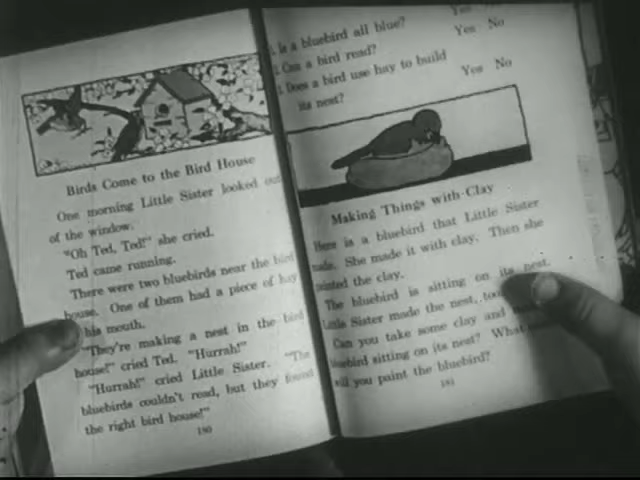 Birds Come to the Bird House
One morning Little Sister looked out
of the window.
"Oh Ted, Ted!" she cried.
Ted came running.
There were two bluebirds near the bird
house. One of them had a piece of hay
his mouth.
"They're making a nest in the bird
house!" cried Ted. "Hurrah!"
"Hurrah!" cried Little Sister. "The
bluebirds couldn't read, but they found
the right bird house!"
180
Is a bluebird all blue? Yes
Can a bird read? Yes No
Does a bird use hay to build
its nest? Yes No
Making Things with Clay
Here is a bluebird that Little Sister
made. She made it with clay. Then she
painted the clay.
The bluebird is sitting on its nest.
Little Sister made the nest, too.
Can you take some clay and
bluebird sitting on its nest? What
will you paint the bluebird?
181